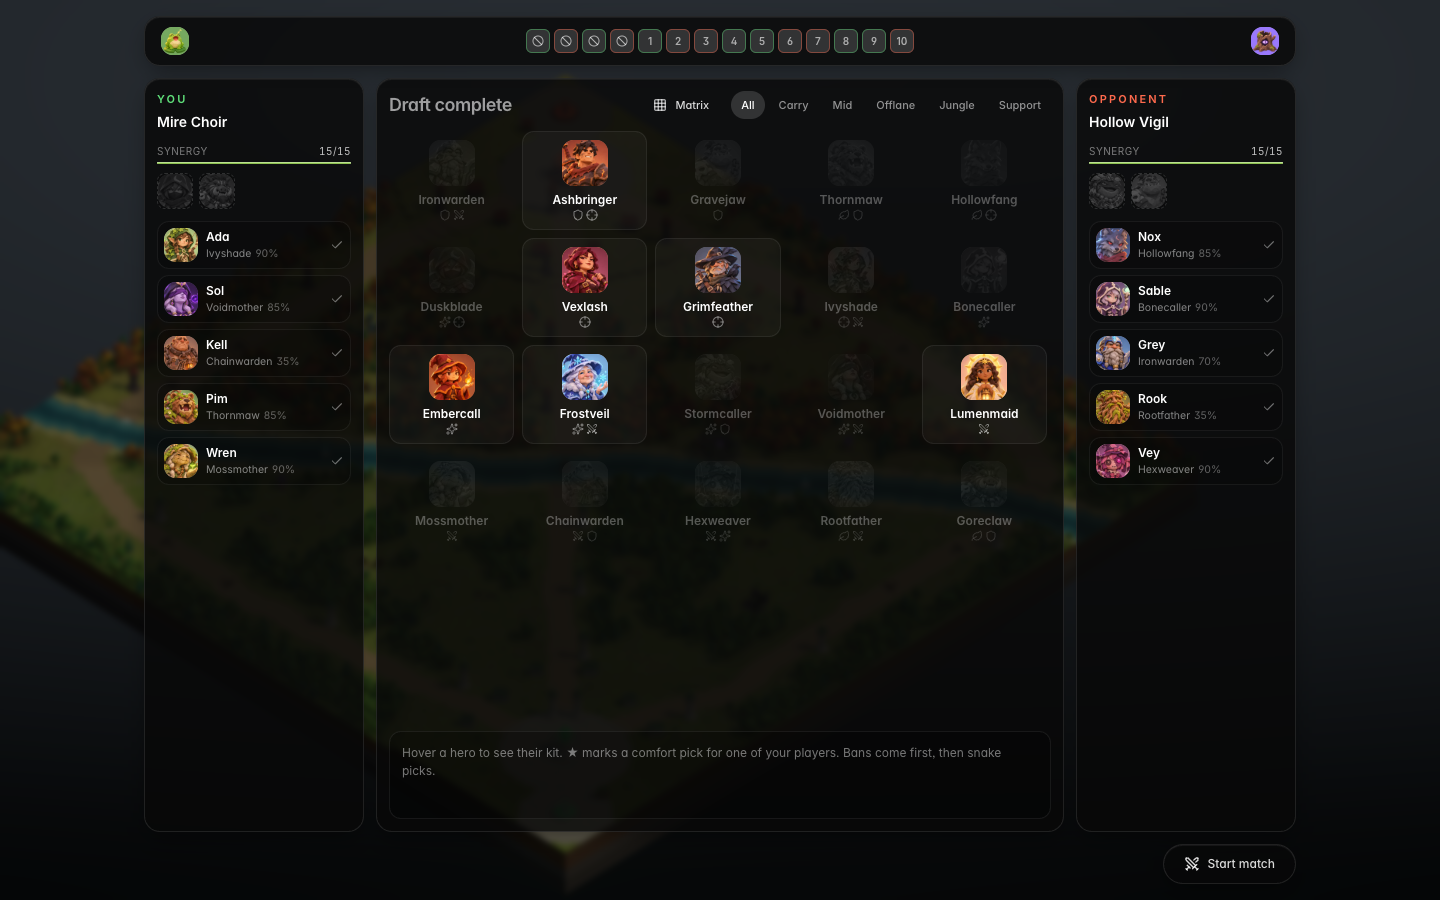 1 2 3 4 5 6 7 8 9 10
YOU
Mire Choir
SYNERGY 15/15
Ada
Ivyshade 90%
Sol
Voidmother 85%
Kell
Chainwarden 35%
Pim
Thornmaw 85%
Wren
Mossmother 90%
Draft complete
Matrix All Carry Mid Offlane Jungle Support
Ironwarden Ashbringer Gravejaw Thornmaw Hollowfang
Duskblade Vexlash Grimfeather Ivyshade Bonecaller
Embercall Frostveil Stormcaller Voidmother Lumenmaid
Mossmother Chainwarden Hexweaver Rootfather Goreclaw
Hover a hero to see their kit. ★ marks a comfort pick for one of your players. Bans come first, then snake
picks.
OPPONENT
Hollow Vigil
SYNERGY 15/15
Nox
Hollowfang 85%
Sable
Bonecaller 90%
Grey
Ironwarden 70%
Rook
Rootfather 35%
Vey
Hexweaver 90%
Start match